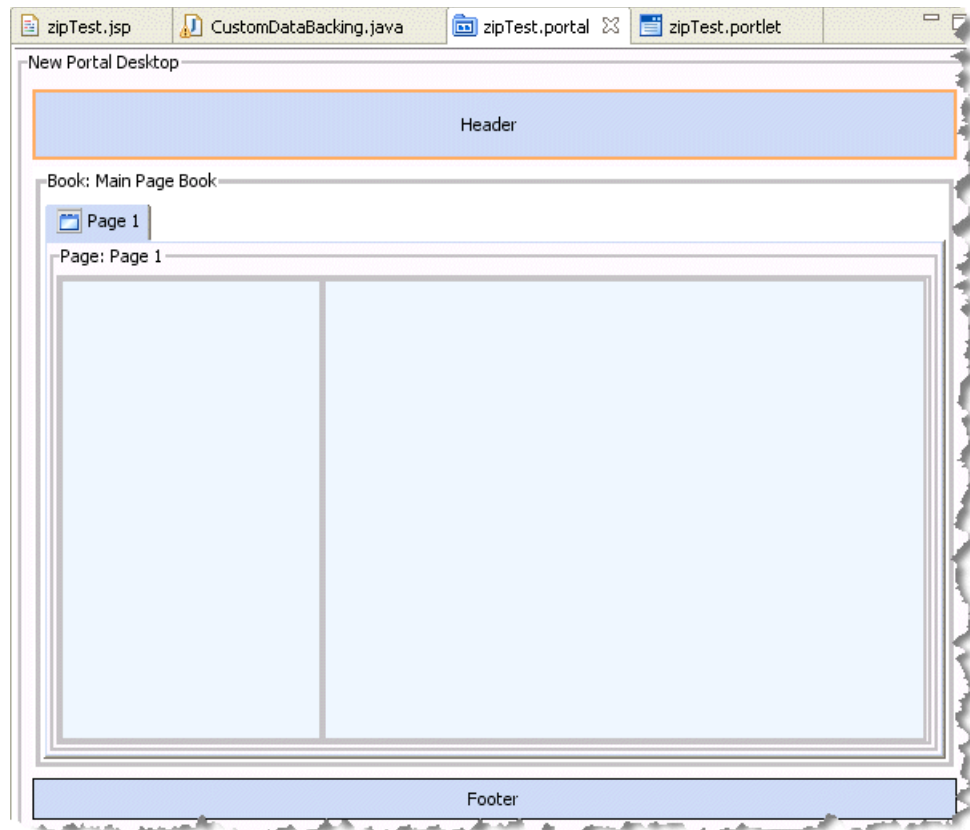 zipTest.jsp CustomDataBacking.java zipTest.portal zipTest.portlet
New Portal Desktop
Header
Book: Main Page Book
Page 1
Page: Page 1
Footer